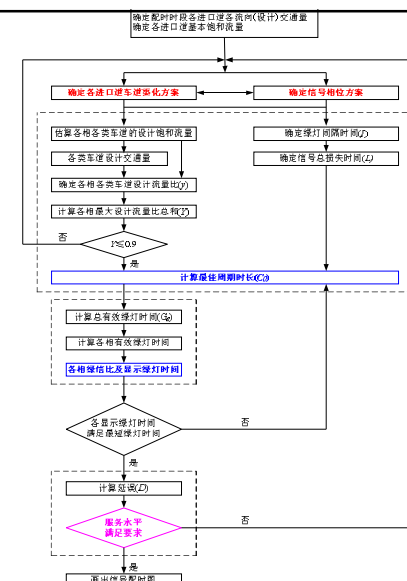 确定配时时段各进口道各流向(设计)交通量
确定各进口道基本饱和流量
确定各进口道车道渠化方案
确定信号相位方案
估算各相各类车道的设计饱和流量
确定绿灯间隔时间(I)
各类车道设计交通量
确定信号总损失时间(L)
确定各相各类车道设计流量比(y)
计算各相最大设计流量比总和(Y)
否
Y≤0.9
是
计算最佳周期时长(C₀)
计算总有效绿灯时间(Gₑ)
计算各相有效绿灯时间
各相绿信比及显示绿灯时间
各显示绿灯时间
满足最短绿灯时间
否
是
计算延误(D)
服务水平
满足要求
否
是
画出信号配时图